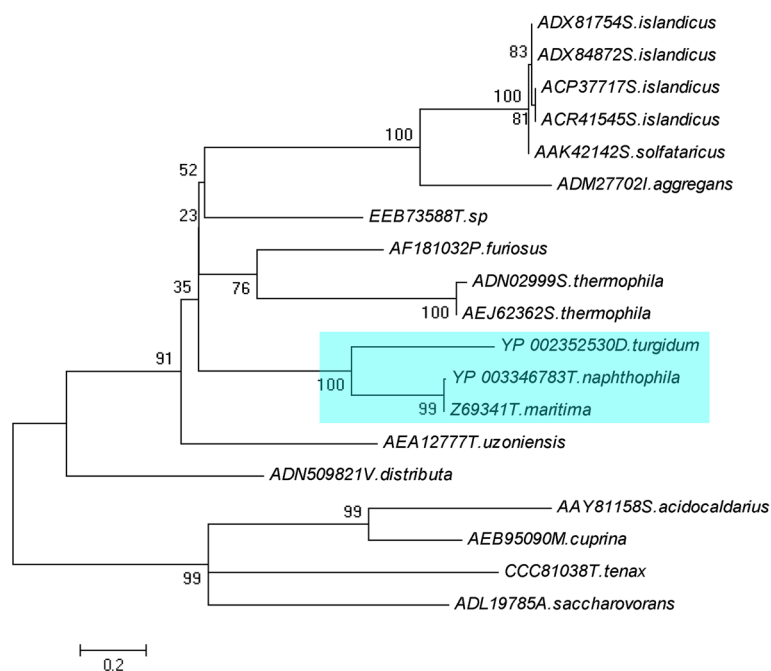 ADX81754S.islandicus
83
ADX84872S.islandicus
ACP37717S.islandicus
100
81
ACR41545S.islandicus
100
AAK42142S.solfataricus
52
ADM27702I.aggregans
23
EEB73588T.sp
AF181032P.furiosus
35
76
ADN02999S.thermophila
100
AEJ62362S.thermophila
YP 002352530D.turgidum
91
100
YP 003346783T.naphthophila
99
Z69341T.maritima
AEA12777T.uzoniensis
ADN509821V.distributa
99
AAY81158S.acidocaldarius
AEB95090M.cuprina
99
CCC81038T.tenax
ADL19785A.saccharovorans
0.2